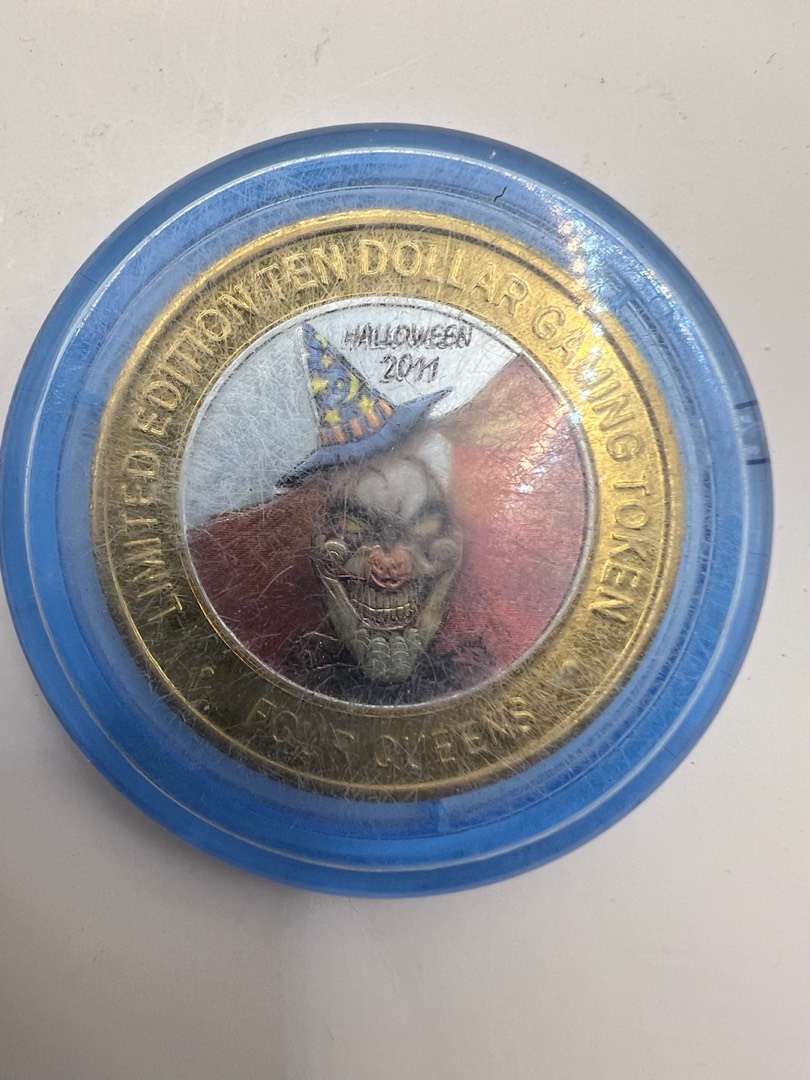 LIMITED EDITION TEN DOLLAR GAMING TOKEN
HALLOWEEN
2011
FOUR QUEENS